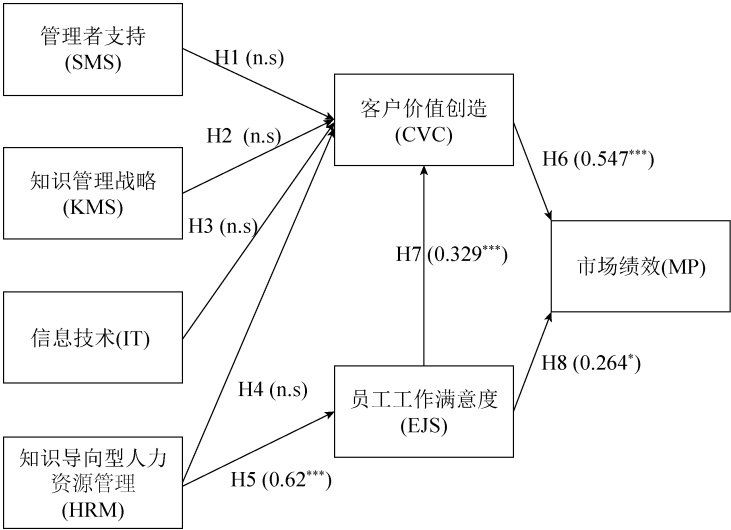 管理者支持
(SMS)
H1 (n.s)
客户价值创造
(CVC)
H2 (n.s)
H6 (0.547***)
知识管理战略
(KMS)
H3 (n.s)
H7 (0.329***)
市场绩效(MP)
信息技术(IT)
H8 (0.264*)
H4 (n.s)
员工工作满意度
(EJS)
知识导向型人力
资源管理
(HRM)
H5 (0.62***)